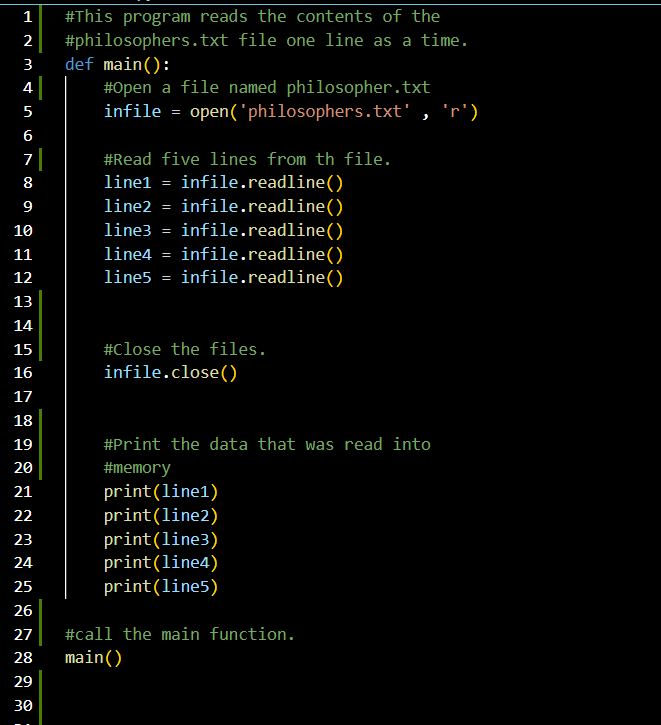 1 #This program reads the contents of the
2 #philosophers.txt file one line as a time.
3 def main():
4     #Open a file named philosopher.txt
5     infile = open('philosophers.txt' , 'r')
6
7     #Read five lines from th file.
8     line1 = infile.readline()
9     line2 = infile.readline()
10     line3 = infile.readline()
11     line4 = infile.readline()
12     line5 = infile.readline()
13
14
15     #Close the files.
16     infile.close()
17
18
19     #Print the data that was read into
20     #memory
21     print(line1)
22     print(line2)
23     print(line3)
24     print(line4)
25     print(line5)
26
27 #call the main function.
28 main()
29
30